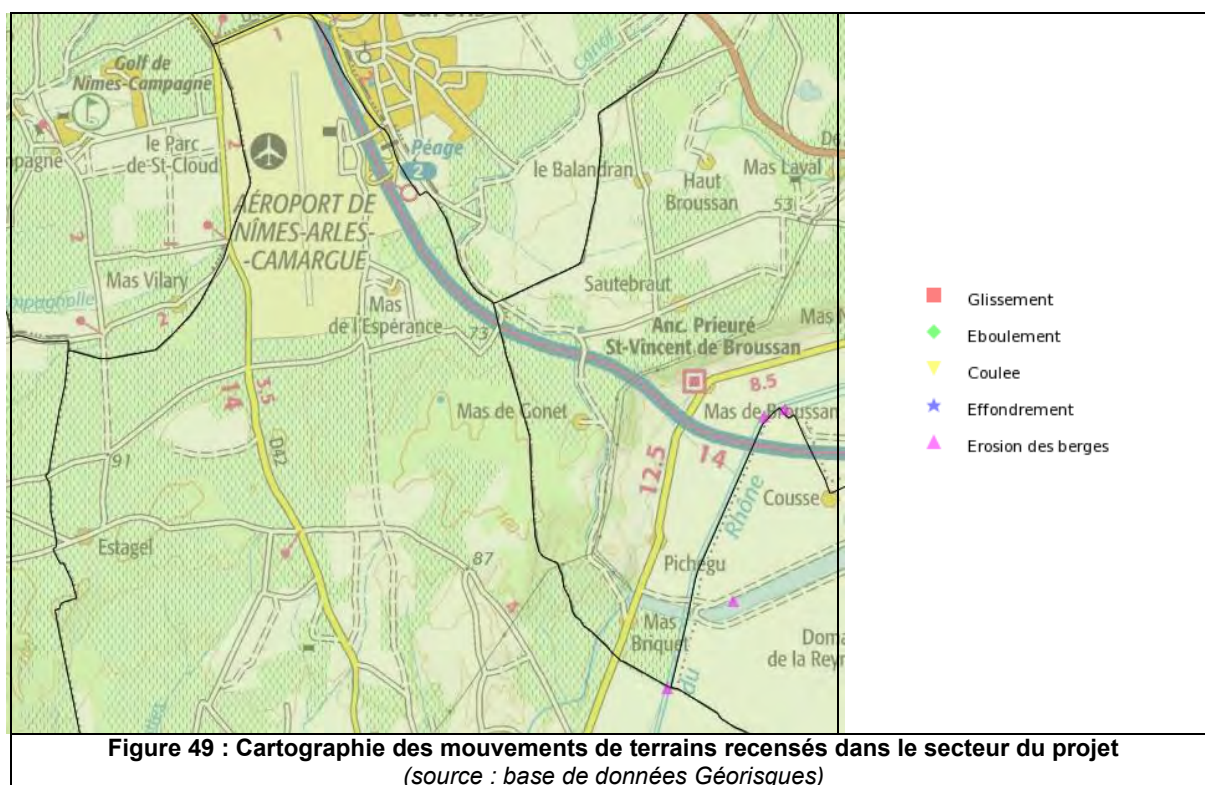 Golf de
Nîmes-Campagne
le Parc
de-St-Cloud
AÉROPORT DE
NÎMES-ARLES-
-CAMARGUE
Péage
2
Canal
le Balandran
Haut
Broussan
Mas Laval
53
Mas Vilary
Mas
de l'Espérance
73
Sautebraut
Anc. Prieuré
St-Vincent de Broussan
8.5
Mas de Gonet
Mas de Broussan
14
3.5
D42
12.5
14
91
Cousse
Rhône
du
Estagel
87
4
Pichegu
Mas
Briquet
de la Reyr
Glissement
Eboulement
Coulee
Effondrement
Erosion des berges
Figure 49 : Cartographie des mouvements de terrains recensés dans le secteur du projet
(source : base de données Géorisques)